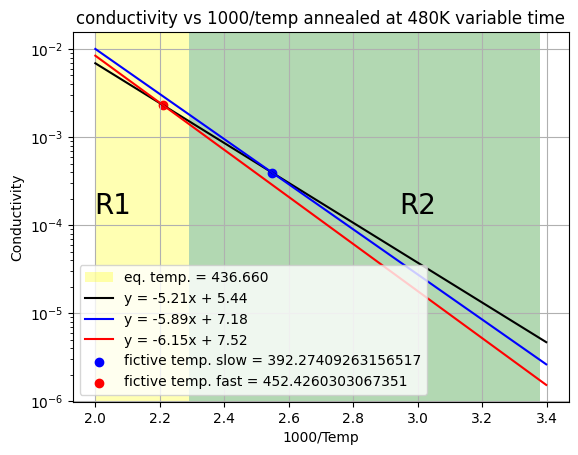 conductivity vs 1000/temp annealed at 480K variable time
Conductivity
10⁻²
10⁻³
10⁻⁴
10⁻⁵
10⁻⁶
R1
R2
eq. temp. = 436.660
y = -5.21x + 5.44
y = -5.89x + 7.18
y = -6.15x + 7.52
fictive temp. slow = 392.27409263156517
fictive temp. fast = 452.4260303067351
2.0 2.2 2.4 2.6 2.8 3.0 3.2 3.4
1000/Temp